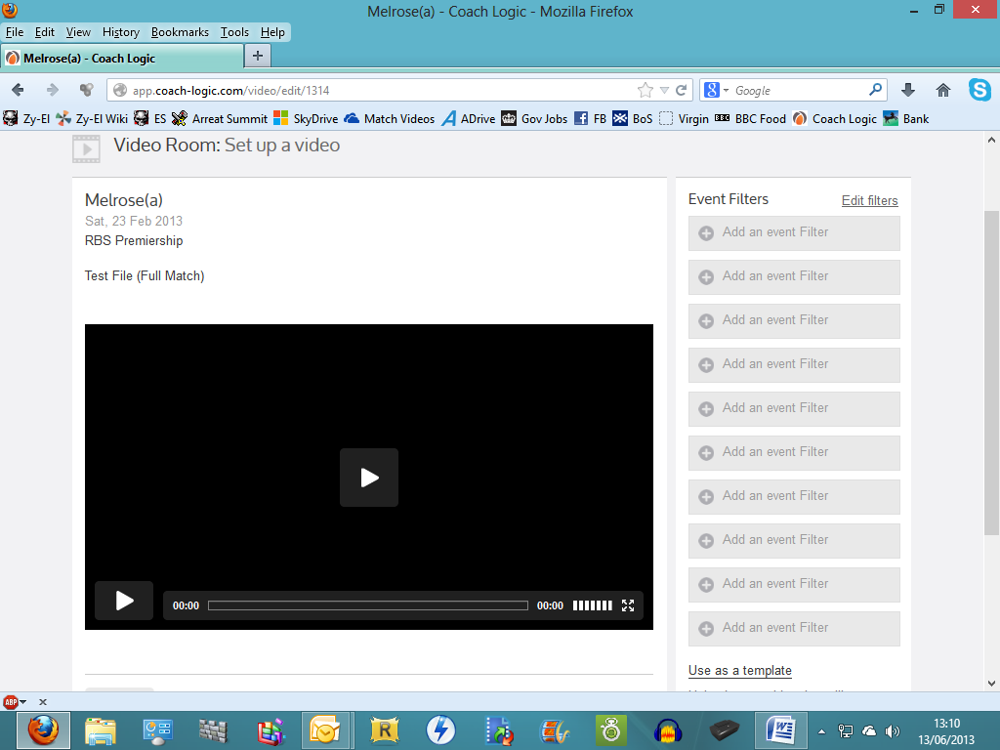 Melrose(a) - Coach Logic - Mozilla Firefox
File Edit View History Bookmarks Tools Help
Melrose(a) - Coach Logic
app.coach-logic.com/video/edit/1314
Google
Zy-El Zy-El Wiki ES Arreat Summit SkyDrive Match Videos ADrive Gov Jobs FB BoS Virgin BBC Food Coach Logic Bank
Video Room: Set up a video
Melrose(a)
Sat, 23 Feb 2013
RBS Premiership
Test File (Full Match)
00:00 00:00
Event Filters Edit filters
Add an event Filter
Add an event Filter
Add an event Filter
Add an event Filter
Add an event Filter
Add an event Filter
Add an event Filter
Add an event Filter
Add an event Filter
Add an event Filter
Use as a template
ABP
13:10
13/06/2013